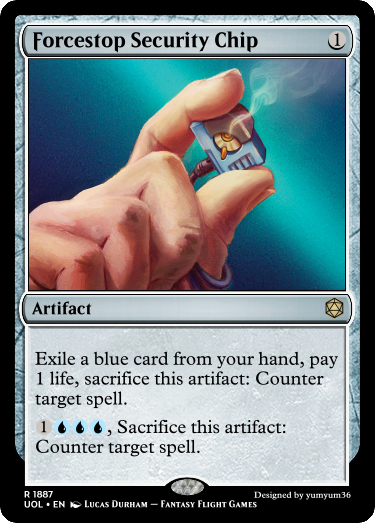 Forcestop Security Chip 1
Artifact
Exile a blue card from your hand, pay
1 life, sacrifice this artifact: Counter
target spell.
1, Sacrifice this artifact:
Counter target spell.
R 1887
Designed by yumyum36
UOL • EN Lucas Durham — Fantasy Flight Games